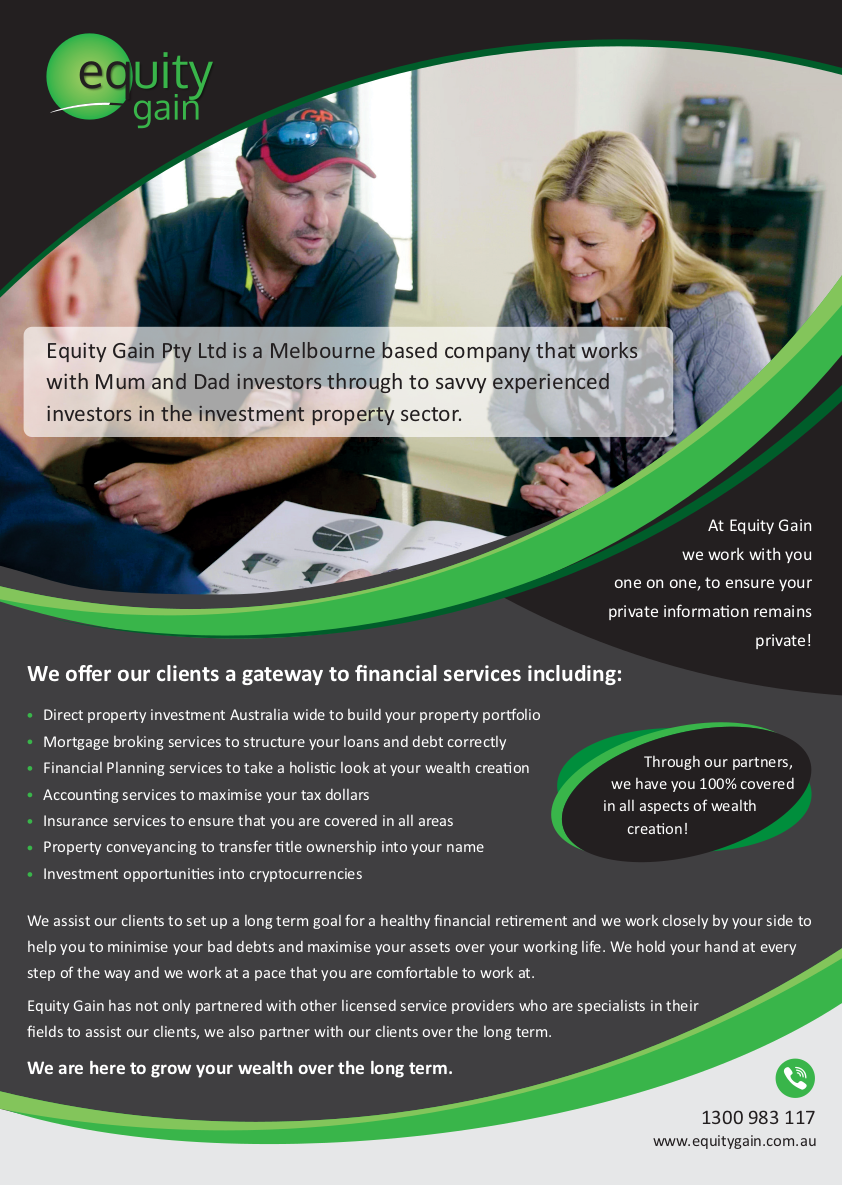 equity
gain
GA
Equity Gain Pty Ltd is a Melbourne based company that works
with Mum and Dad investors through to savvy experienced
investors in the investment property sector.
At Equity Gain
we work with you
one on one, to ensure your
private information remains
private!
We offer our clients a gateway to financial services including:
• Direct property investment Australia wide to build your property portfolio
• Mortgage broking services to structure your loans and debt correctly
• Financial Planning services to take a holistic look at your wealth creation
• Accounting services to maximise your tax dollars
• Insurance services to ensure that you are covered in all areas
• Property conveyancing to transfer title ownership into your name
• Investment opportunities into cryptocurrencies
Through our partners,
we have you 100% covered
in all aspects of wealth
creation!
We assist our clients to set up a long term goal for a healthy financial retirement and we work closely by your side to
help you to minimise your bad debts and maximise your assets over your working life. We hold your hand at every
step of the way and we work at a pace that you are comfortable to work at.
Equity Gain has not only partnered with other licensed service providers who are specialists in their
fields to assist our clients, we also partner with our clients over the long term.
We are here to grow your wealth over the long term.
1300 983 117
www.equitygain.com.au